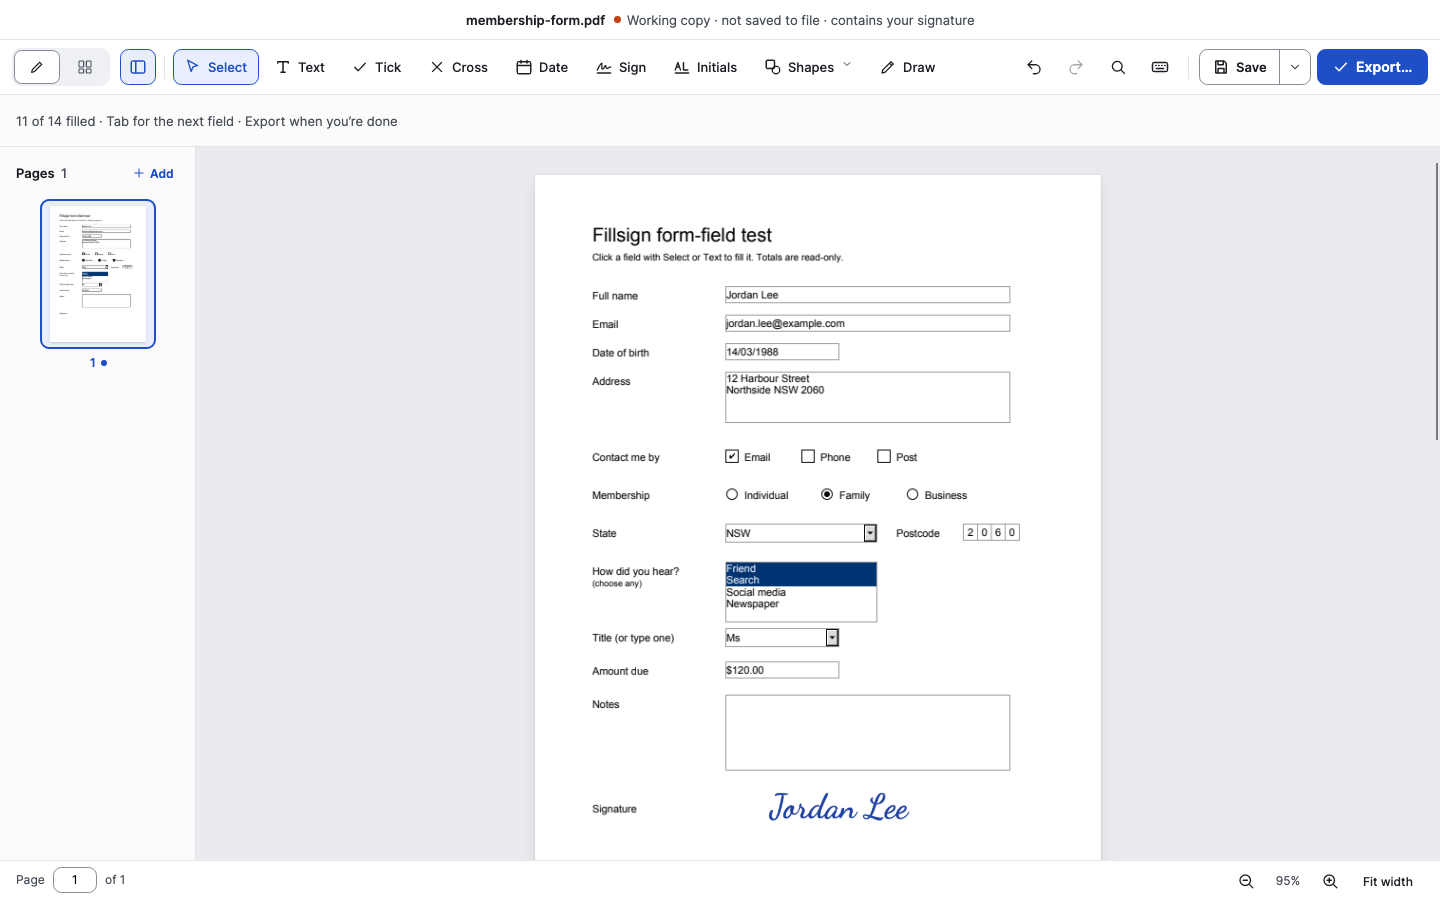 membership-form.pdf Working copy · not saved to file · contains your signature
Select Text Tick Cross Date Sign AL Initials Shapes Draw Save Export...
11 of 14 filled · Tab for the next field · Export when you're done
Pages 1 + Add
1
Fillsign form-field test
Click a field with Select or Text to fill it. Totals are read-only.
Full name Jordan Lee
Email jordan.lee@example.com
Date of birth 14/03/1988
Address 12 Harbour Street
Northside NSW 2060
Contact me by Email Phone Post
Membership Individual Family Business
State NSW Postcode 2 0 6 0
How did you hear? Friend
(choose any) Search
Social media
Newspaper
Title (or type one) Ms
Amount due $120.00
Notes
Signature Jordan Lee
Page 1 of 1 95% Fit width